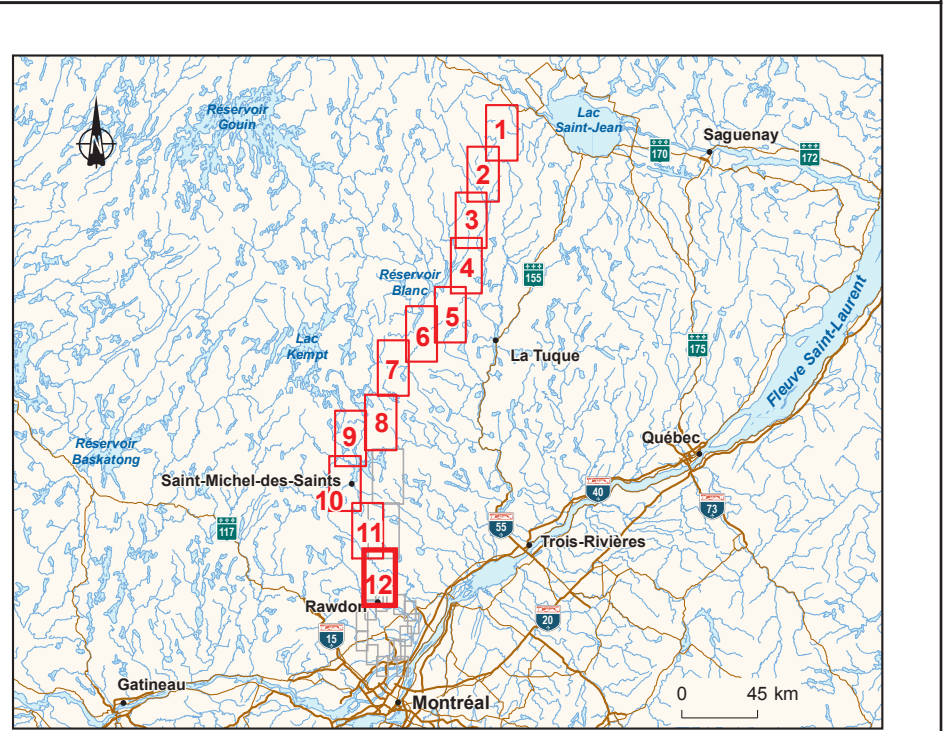 Réservoir
Gouin
Lac
Saint-Jean
Saguenay
1
170
172
2
3
N
4
155
Réservoir
Blanc
5
6
Lac
Kempt
La Tuque
175
Fleuve Saint-Laurent
7
8
9
Réservoir
Baskatong
Québec
Saint-Michel-des-Saints
10
40
73
11
55
117
Trois-Rivières
12
Rawdon
20
15
Gatineau
Montréal
0 45 km